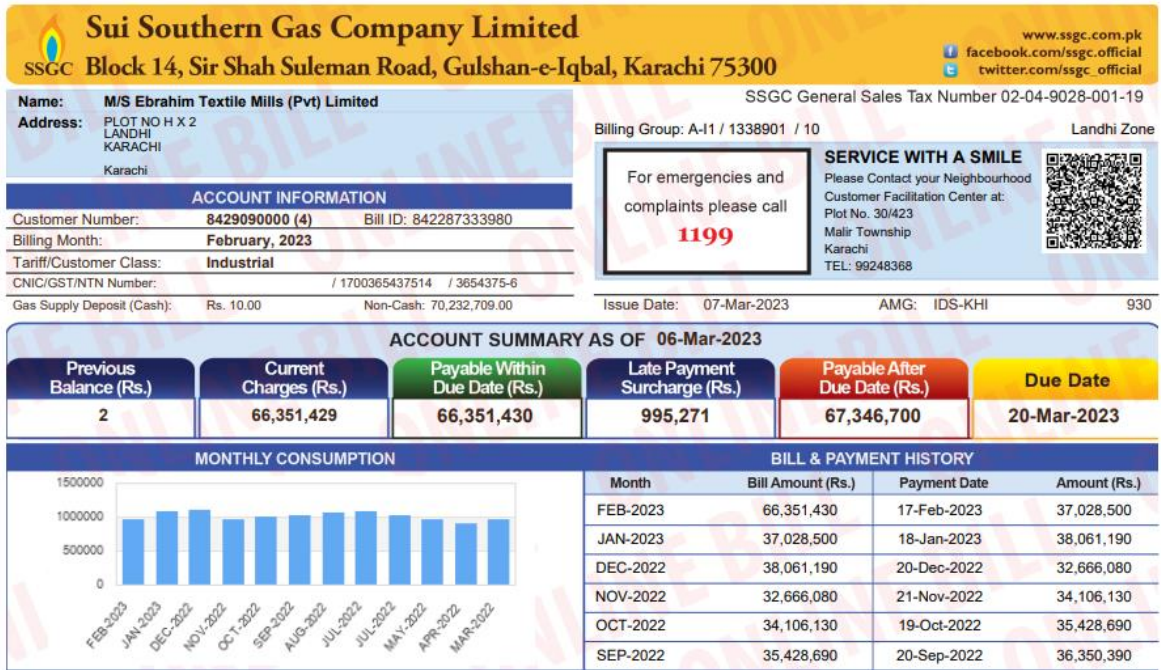 Sui Southern Gas Company Limited
SSGC Block 14, Sir Shah Suleman Road, Gulshan-e-Iqbal, Karachi 75300
www.ssgc.com.pk
facebook.com/ssgc.official
twitter.com/ssgc_official
Name: M/S Ebrahim Textile Mills (Pvt) Limited
Address: PLOT NO H X 2
LANDHI
KARACHI
Karachi
SSGC General Sales Tax Number 02-04-9028-001-19
Billing Group: A-I1 / 1338901 / 10 Landhi Zone
For emergencies and
complaints please call
1199
SERVICE WITH A SMILE
Please Contact your Neighbourhood
Customer Facilitation Center at:
Plot No. 30/423
Malir Township
Karachi
TEL: 99248368
ACCOUNT INFORMATION
Customer Number: 8429090000 (4) Bill ID: 842287333980
Billing Month: February, 2023
Tariff/Customer Class: Industrial
CNIC/GST/NTN Number: / 1700365437514 / 3654375-6
Gas Supply Deposit (Cash): Rs. 10.00 Non-Cash: 70,232,709.00
Issue Date: 07-Mar-2023 AMG: IDS-KHI 930
ACCOUNT SUMMARY AS OF 06-Mar-2023
Previous Balance (Rs.) Current Charges (Rs.) Payable Within Due Date (Rs.) Late Payment Surcharge (Rs.) Payable After Due Date (Rs.) Due Date
2 66,351,429 66,351,430 995,271 67,346,700 20-Mar-2023
MONTHLY CONSUMPTION
1500000
1000000
500000
0
FEB-2023 JAN-2023 DEC-2022 NOV-2022 OCT-2022 SEP-2022 AUG-2022 JUL-2022 JUL-2022 MAY-2022 APR-2022 MAR-2022
BILL & PAYMENT HISTORY
Month Bill Amount (Rs.) Payment Date Amount (Rs.)
FEB-2023 66,351,430 17-Feb-2023 37,028,500
JAN-2023 37,028,500 18-Jan-2023 38,061,190
DEC-2022 38,061,190 20-Dec-2022 32,666,080
NOV-2022 32,666,080 21-Nov-2022 34,106,130
OCT-2022 34,106,130 19-Oct-2022 35,428,690
SEP-2022 35,428,690 20-Sep-2022 36,350,390
ONLINE BILL